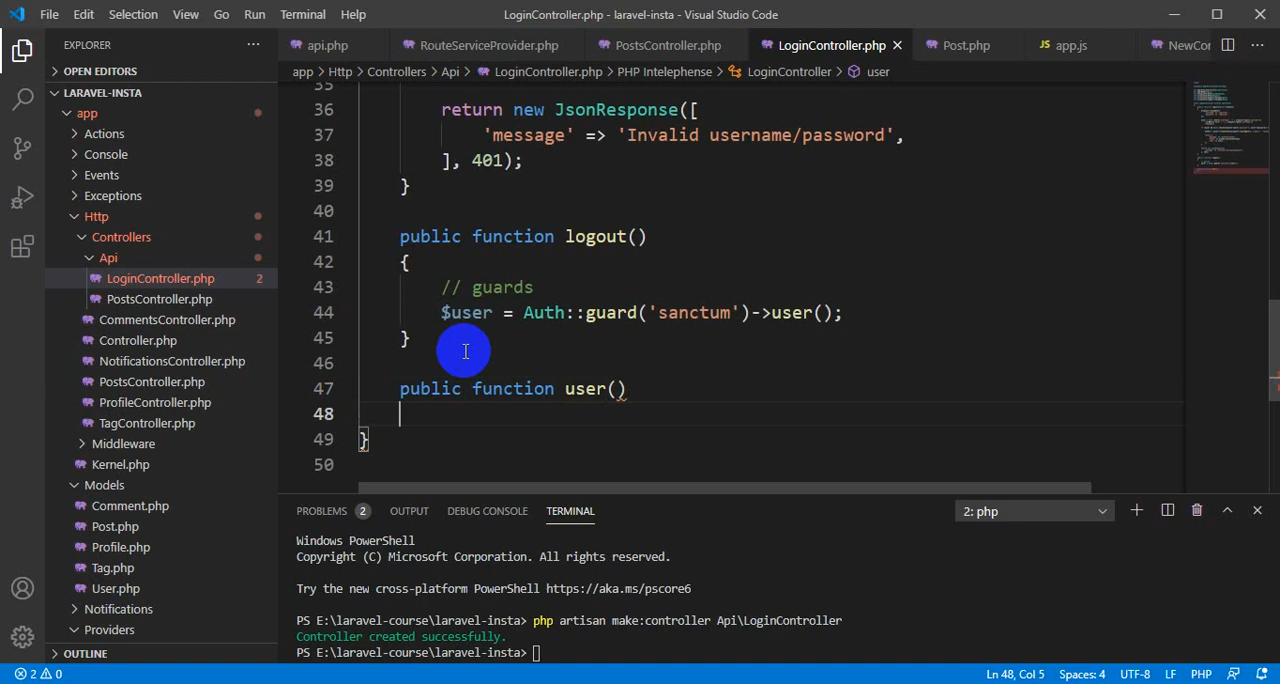 File Edit Selection View Go Run Terminal Help LoginController.php - laravel-insta - Visual Studio Code
EXPLORER
api.php RouteServiceProvider.php PostsController.php LoginController.php Post.php JS app.js NewCor
OPEN EDITORS
app > Http > Controllers > Api > LoginController.php > PHP Intelephense > LoginController > user
LARAVEL-INSTA
app
Actions
Console
Events
Exceptions
Http
Controllers
Api
LoginController.php 2
PostsController.php
CommentsController.php
Controller.php
NotificationsController.php
PostsController.php
ProfileController.php
TagController.php
Middleware
Kernel.php
Models
Comment.php
Post.php
Profile.php
Tag.php
User.php
Notifications
Providers
OUTLINE
35
36 return new JsonResponse([
37 'message' => 'Invalid username/password',
38 ], 401);
39 }
40
41 public function logout()
42 {
43 // guards
44 $user = Auth::guard('sanctum')->user();
45 }
46
47 public function user()
48
49 }
50
PROBLEMS 2 OUTPUT DEBUG CONSOLE TERMINAL 2: php
Windows PowerShell
Copyright (C) Microsoft Corporation. All rights reserved.
Try the new cross-platform PowerShell https://aka.ms/pscore6
PS E:\laravel-course\laravel-insta> php artisan make:controller Api\LoginController
Controller created successfully.
PS E:\laravel-course\laravel-insta>
2 0 Ln 48, Col 5 Spaces: 4 UTF-8 LF PHP